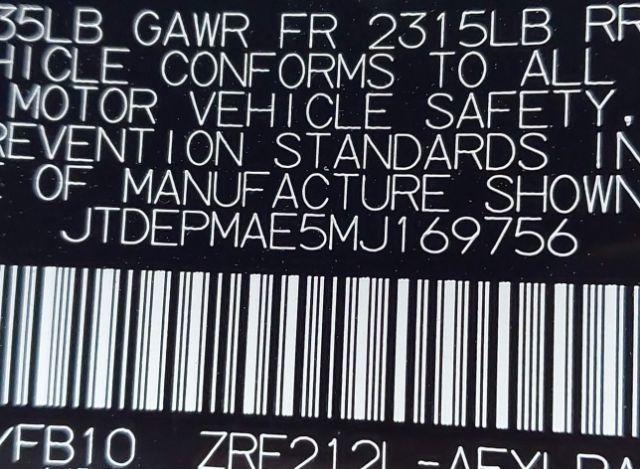 35LB GAWR FR 2315LB RR
HICLE CONFORMS TO ALL
MOTOR VEHICLE SAFETY,
REVENTION STANDARDS IN
E OF MANUFACTURE SHOWN
JTDEPMAE5MJ169756
YFB10 ZRE212L-AEXLDA